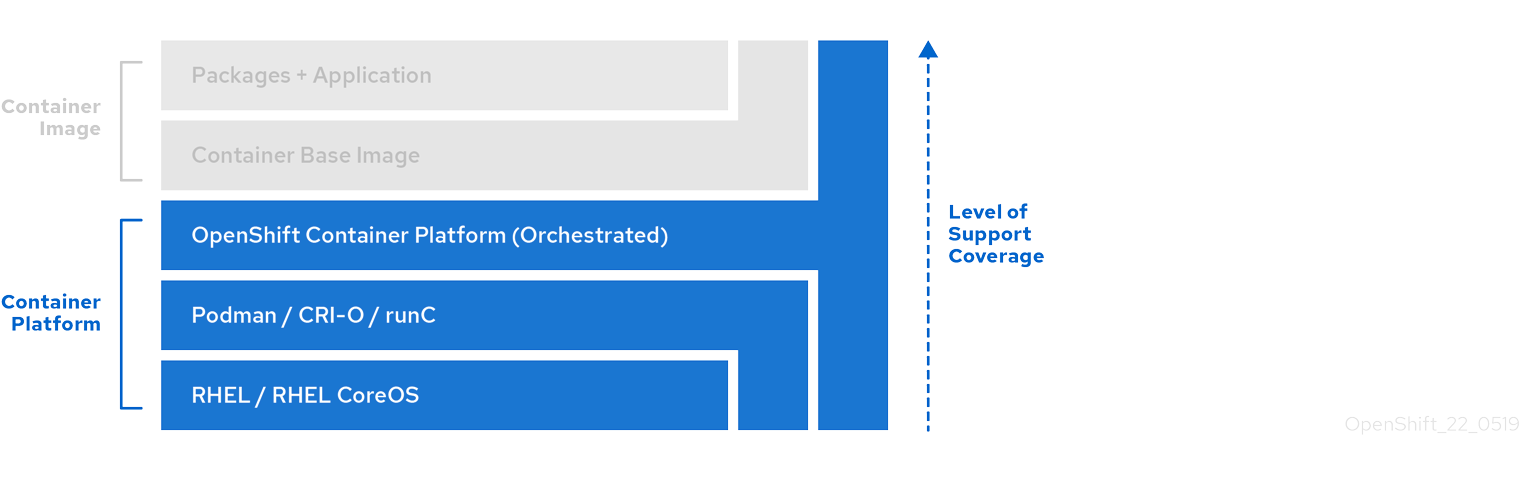 Packages + Application
Container
Image
Container Base Image
OpenShift Container Platform (Orchestrated)
Level of
Support
Coverage
Container
Platform
Podman / CRI-O / runC
RHEL / RHEL CoreOS
OpenShift_22_0519